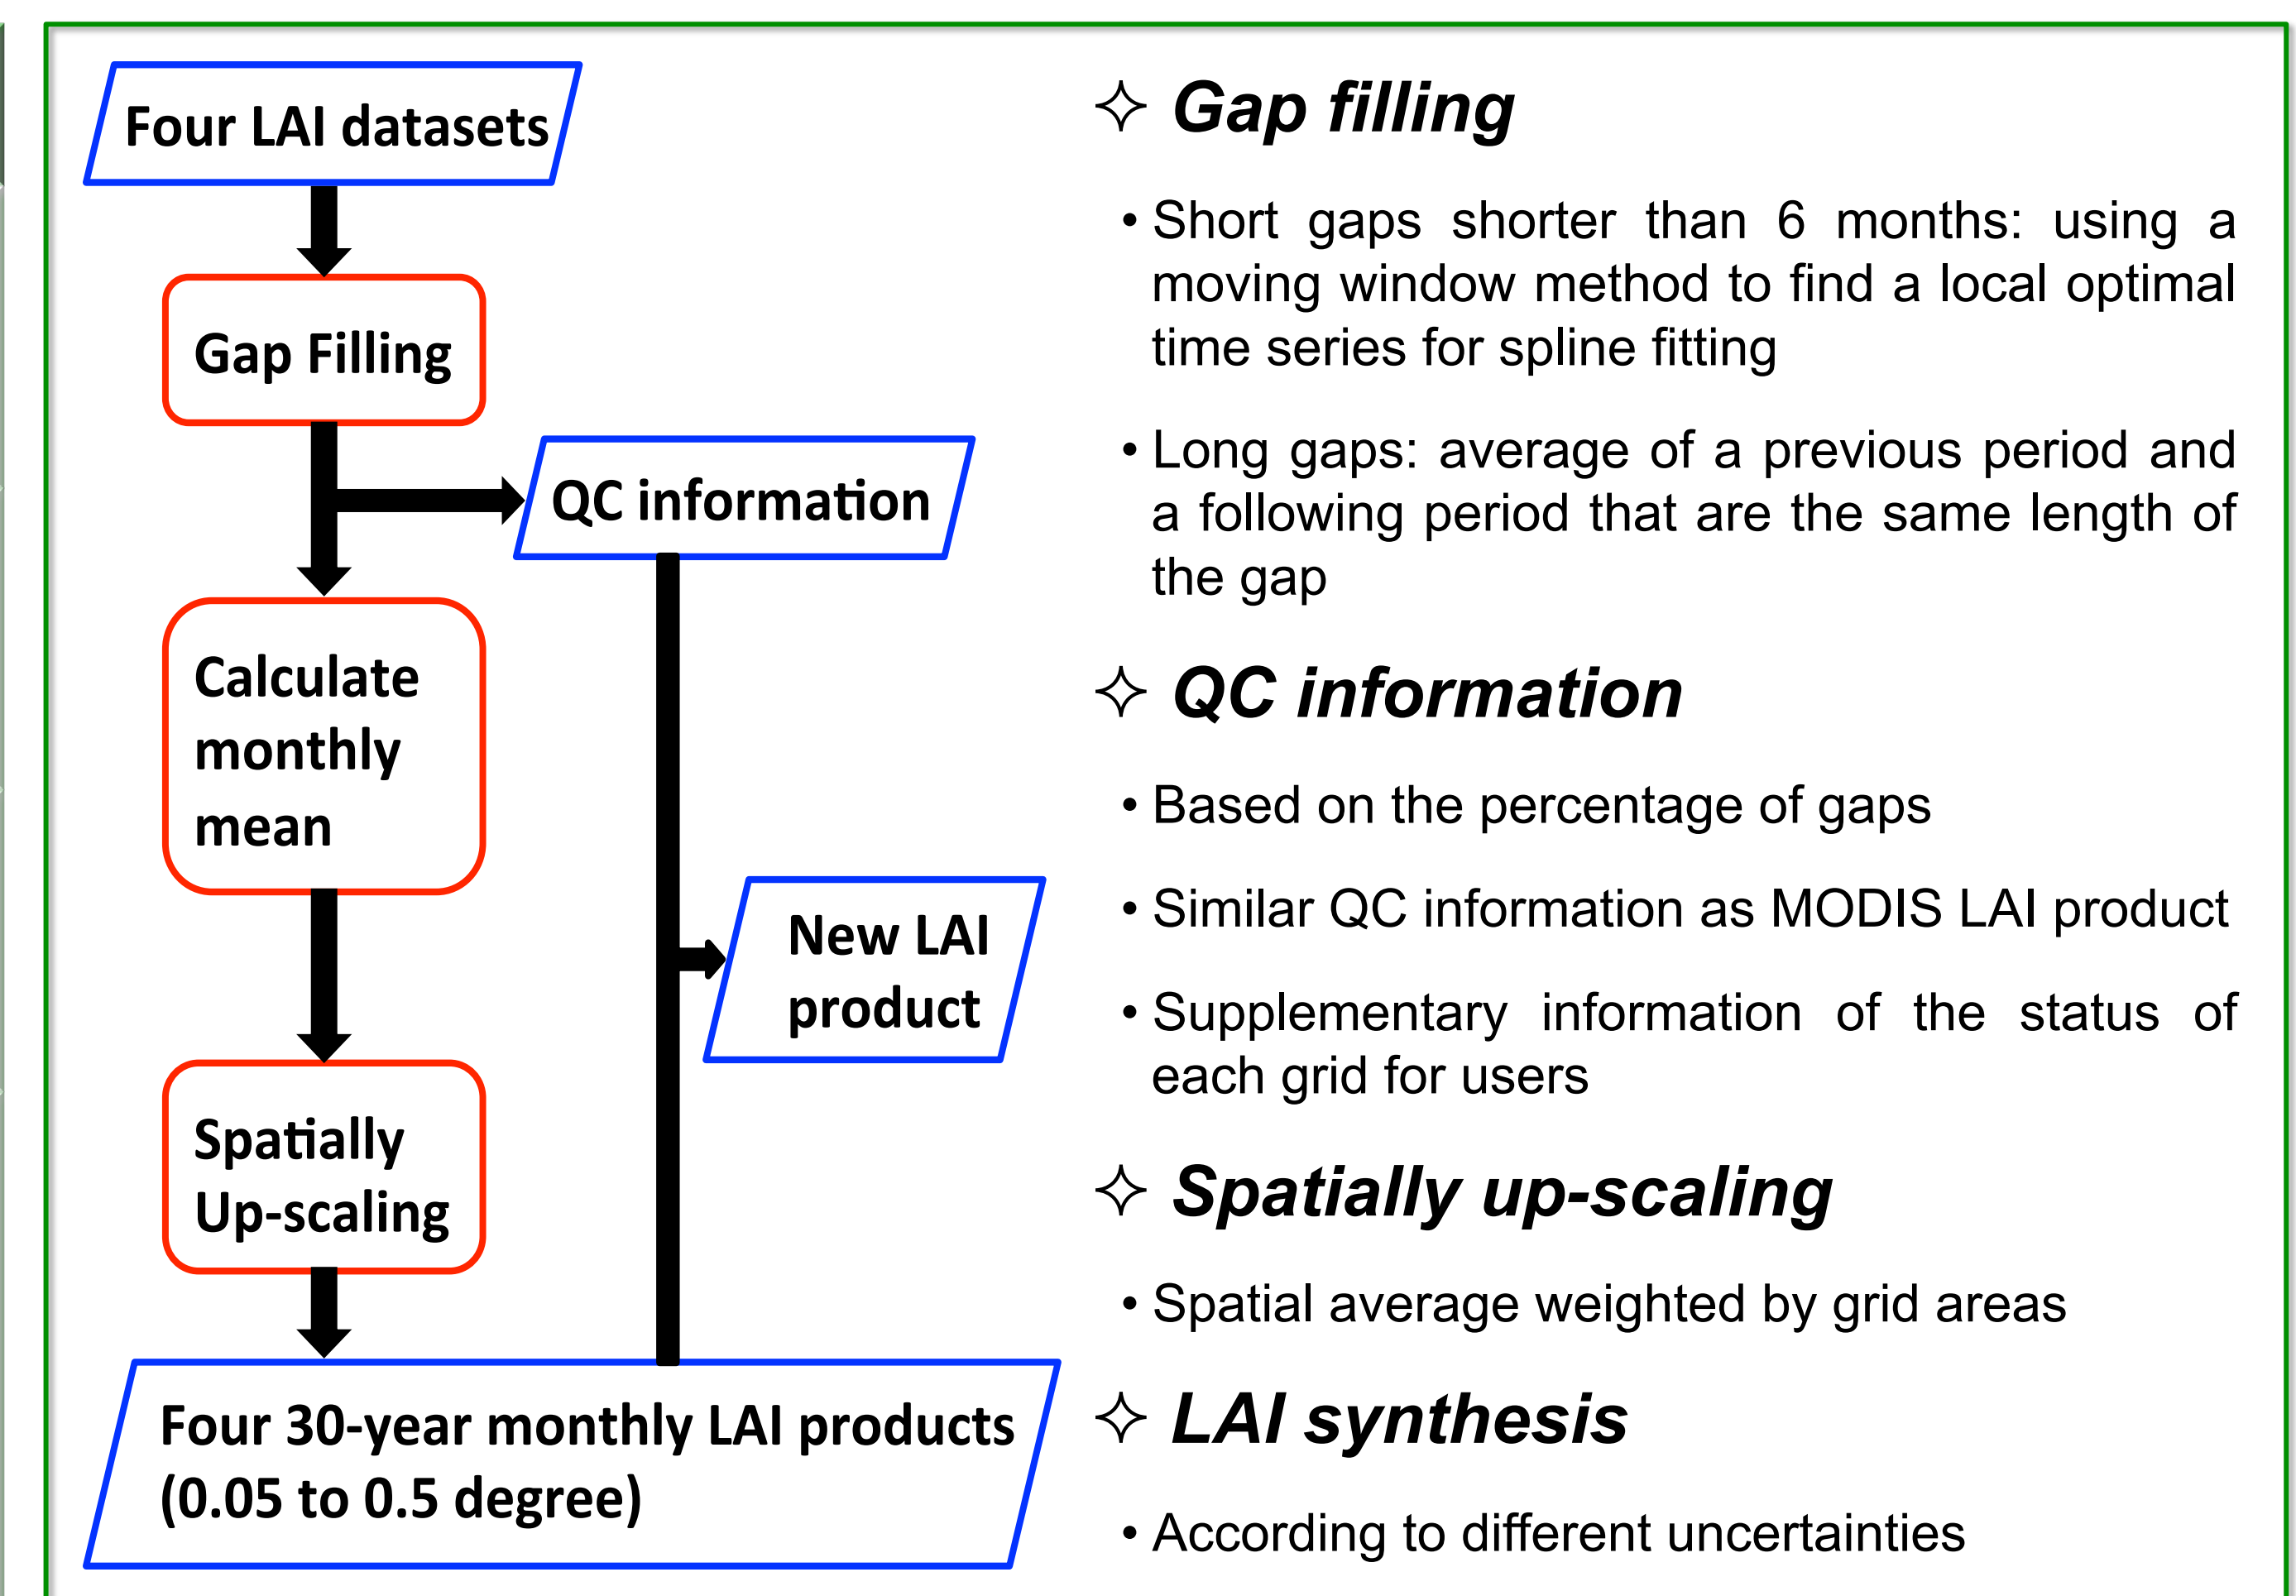 Four LAI datasets
Gap Filling
QC information
Calculate
monthly
mean
New LAI
product
Spatially
Up-scaling
Four 30-year monthly LAI products
(0.05 to 0.5 degree)
✧ Gap filling
• Short gaps shorter than 6 months: using a
moving window method to find a local optimal
time series for spline fitting
• Long gaps: average of a previous period and
a following period that are the same length of
the gap
✧ QC information
• Based on the percentage of gaps
• Similar QC information as MODIS LAI product
• Supplementary information of the status of
each grid for users
✧ Spatially up-scaling
• Spatial average weighted by grid areas
✧ LAI synthesis
• According to different uncertainties